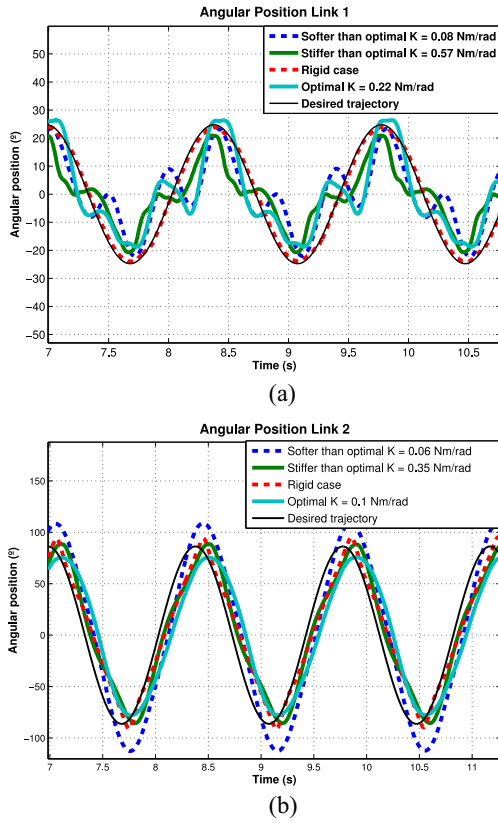 Angular Position Link 1
Softer than optimal K = 0.08 Nm/rad
Stiffer than optimal K = 0.57 Nm/rad
Rigid case
Optimal K = 0.22 Nm/rad
Desired trajectory
Angular position (º)
60
50
40
30
20
10
0
−10
−20
−30
−40
−50
7
7.5
8
8.5
9
9.5
10
10.5
Time (s)
(a)
Angular Position Link 2
Softer than optimal K = 0.06 Nm/rad
Stiffer than optimal K = 0.35 Nm/rad
Rigid case
Optimal K = 0.1 Nm/rad
Desired trajectory
Angular position (º)
150
100
50
0
−50
−100
7
7.5
8
8.5
9
9.5
10
10.5
11
Time (s)
(b)